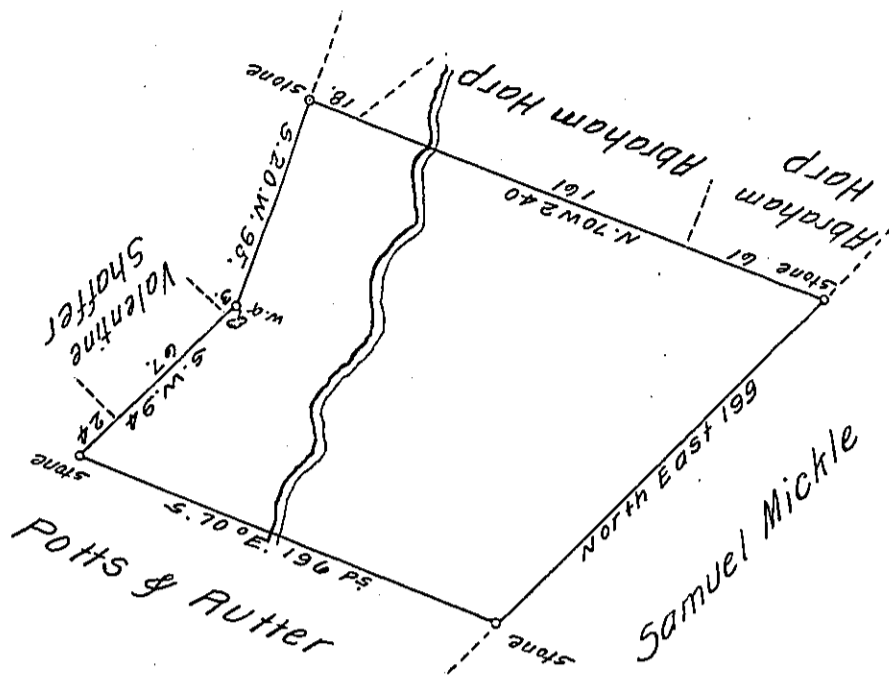 stone
18.
Abraham Harp
S. 20. W. 95.
161
N. 70 W 240
Abraham
Harp
61
stone
Valentine
Shaffer
3.
w.o.
67.
S. W. 94
24
stone
North East 199
Samuel Mickle
S. 70° E. 196 ps.
Potts & Rutter
stone